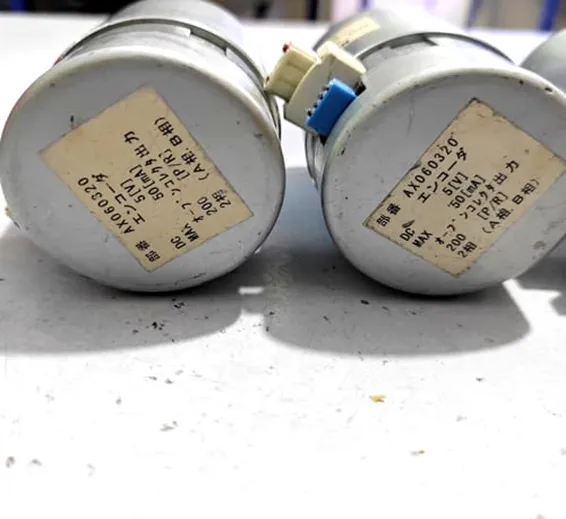 部番 AX060320
エンコーダ
DC 5[V]
MAX 50[mA]
オープンコレクタ出力
200 [P/R]
2相 (A相.B相)
部番 AX060320
エンコーダ
DC 5[V]
MAX 50[mA]
オープンコレクタ出力
200 [P/R]
2相 (A相.B相)